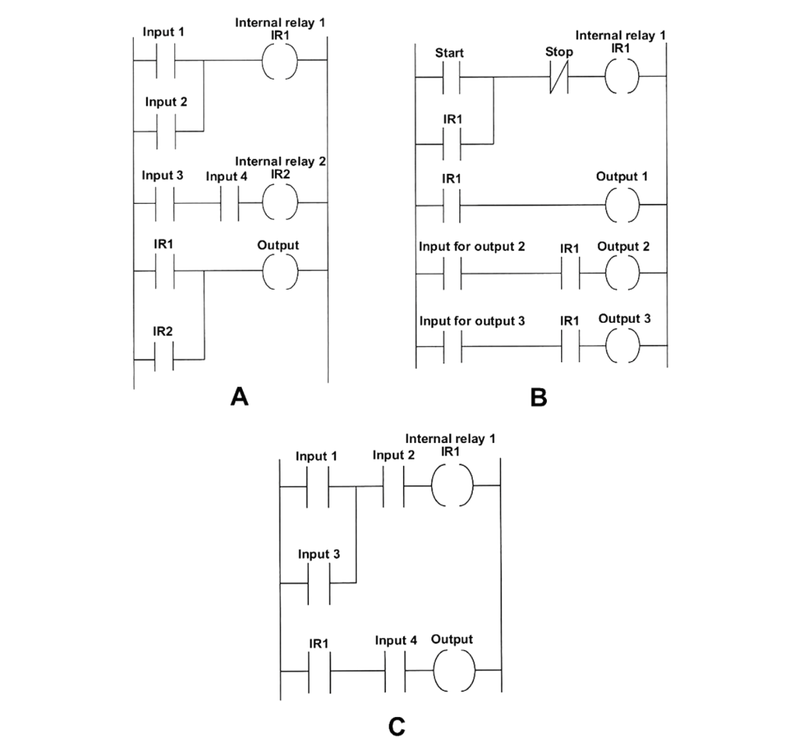 Internal relay 1
Input 1
IR1
Input 2
Internal relay 2
Input 3
Input 4
IR2
IR1
Output
IR2
A
Internal relay 1
Start
Stop
IR1
IR1
IR1
Output 1
Input for output 2
IR1
Output 2
Input for output 3
IR1
Output 3
B
Internal relay 1
Input 1
Input 2
IR1
Input 3
IR1
Input 4
Output
C